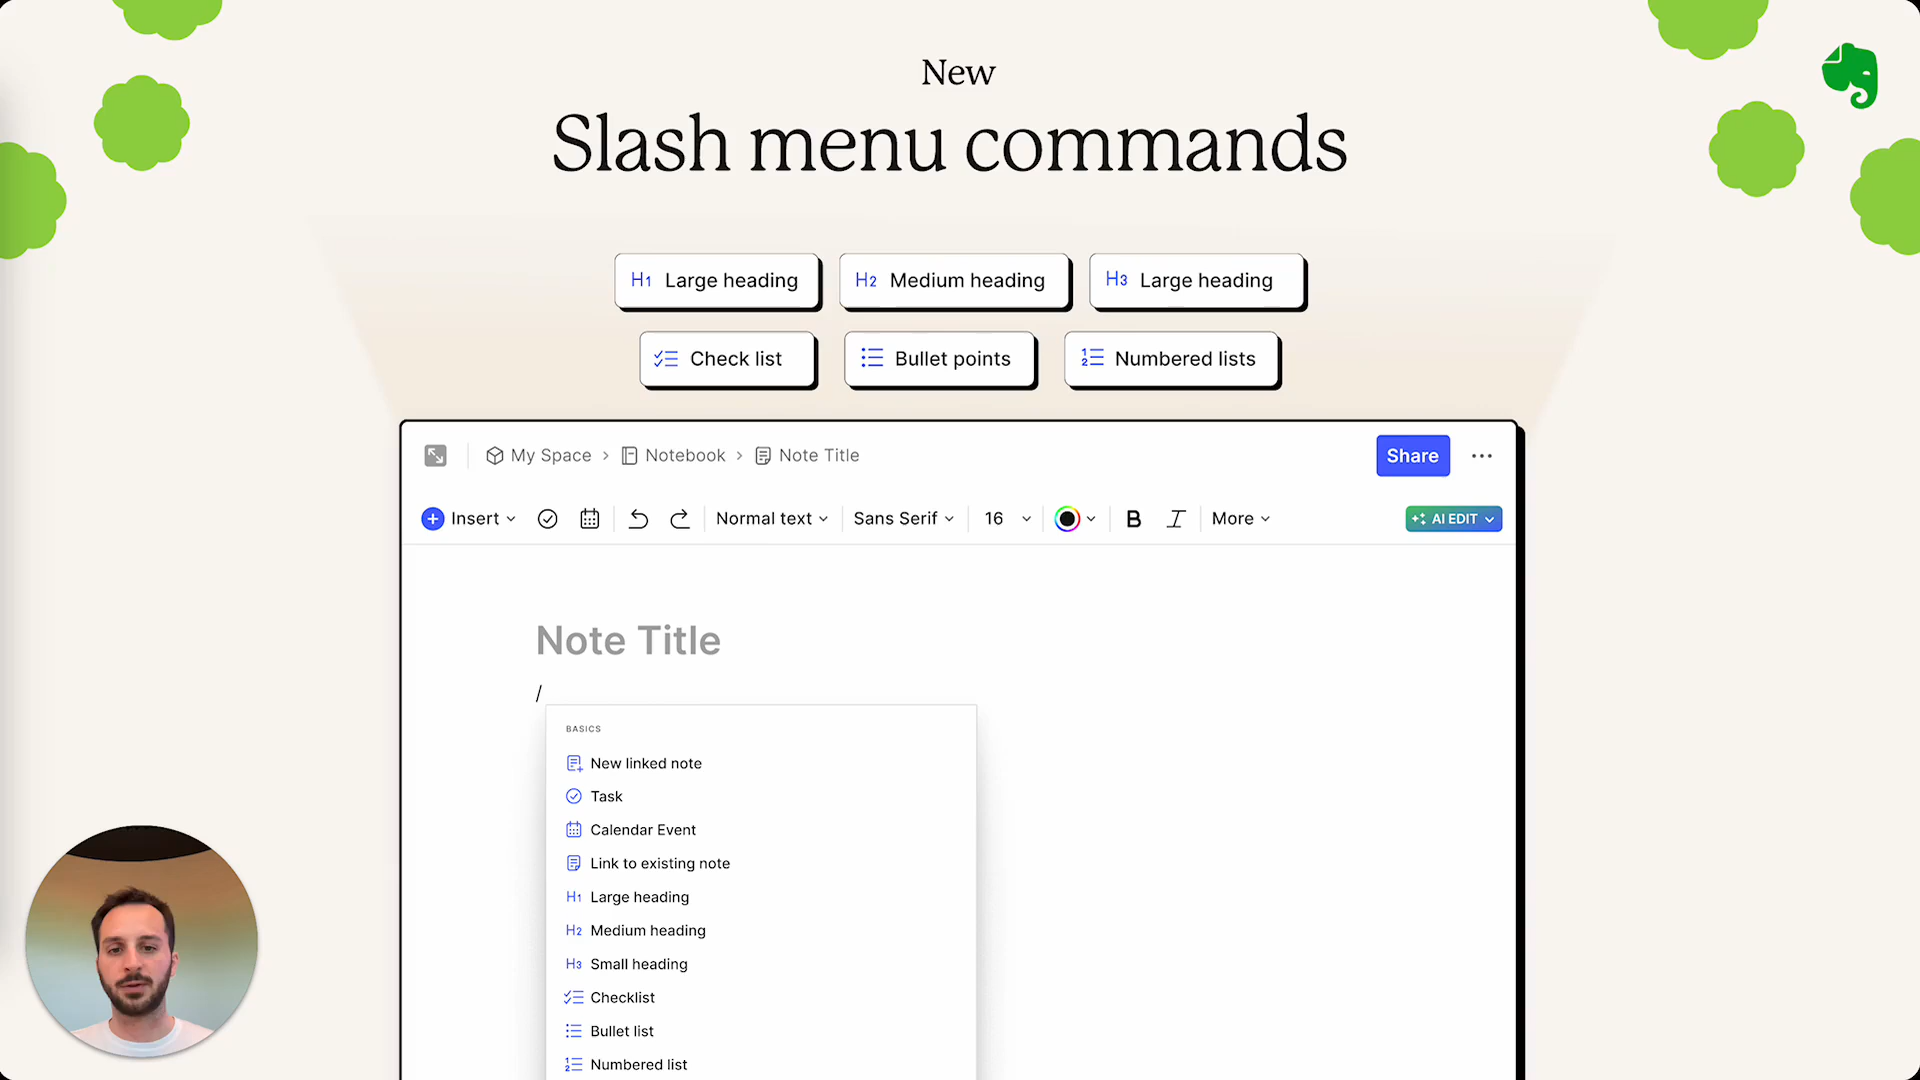 New
Slash menu commands
H1 Large heading
H2 Medium heading
H3 Large heading
Check list
Bullet points
Numbered lists
My Space > Notebook > Note Title
Share
Insert
Normal text
Sans Serif
16
B
I
More
AI EDIT
Note Title
/
BASICS
New linked note
Task
Calendar Event
Link to existing note
H1 Large heading
H2 Medium heading
H3 Small heading
Checklist
Bullet list
Numbered list